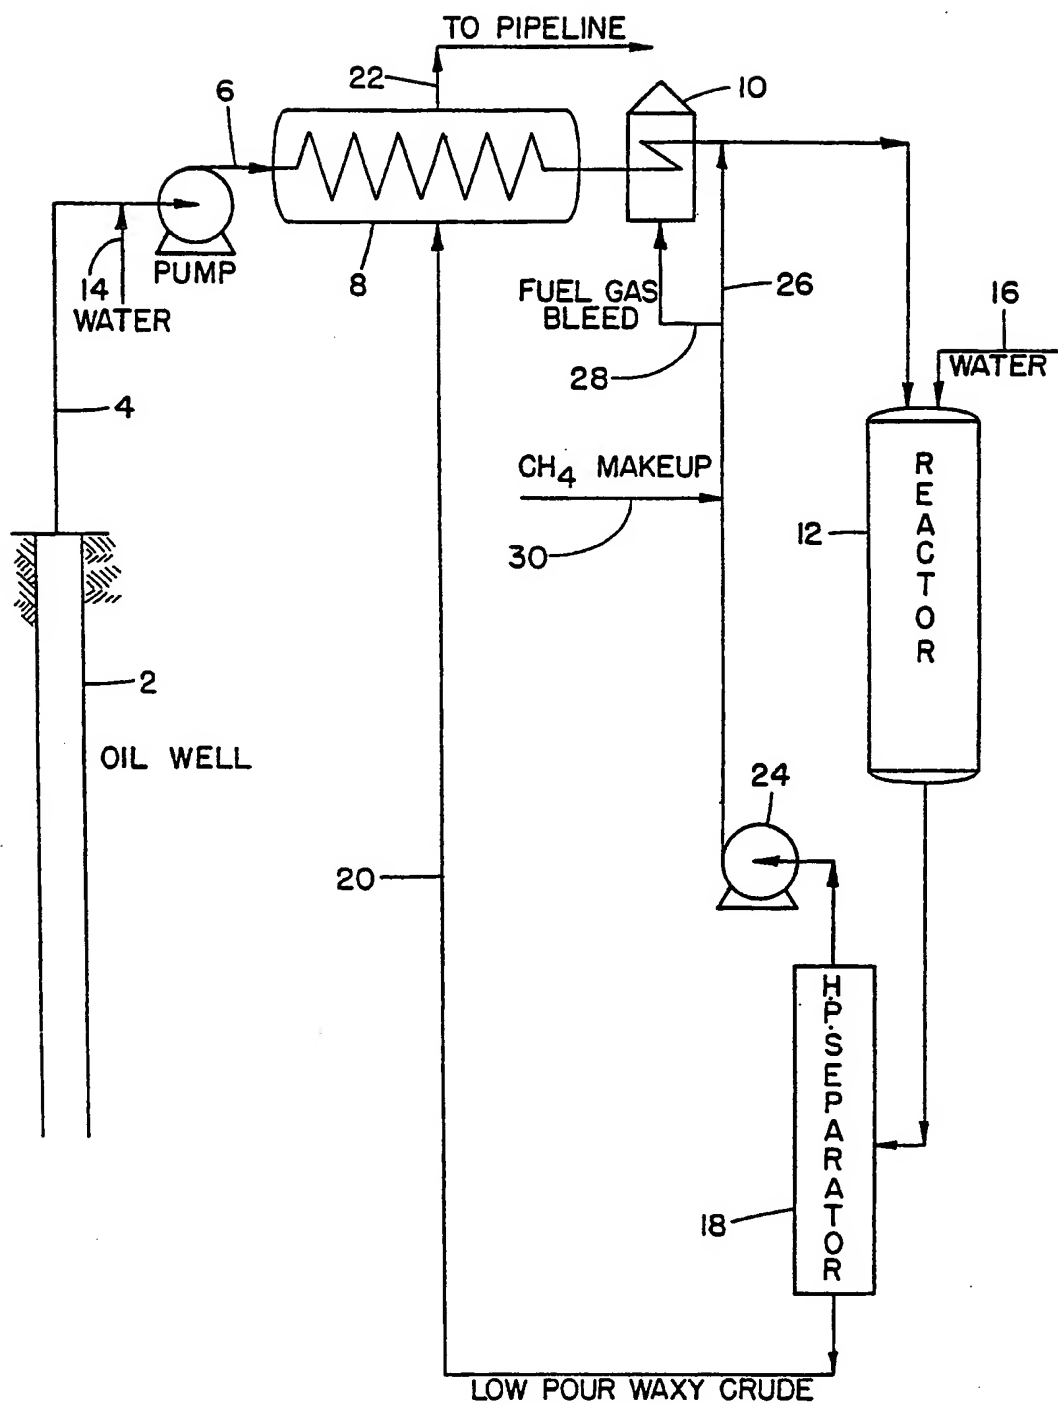 TO PIPELINE
22
10
6
PUMP
14
WATER
8
FUEL GAS
BLEED
26
16
WATER
28
4
CH4 MAKEUP
30
12
REACTOR
2
OIL WELL
24
20
H.P. SEPARATOR
18
LOW POUR WAXY CRUDE